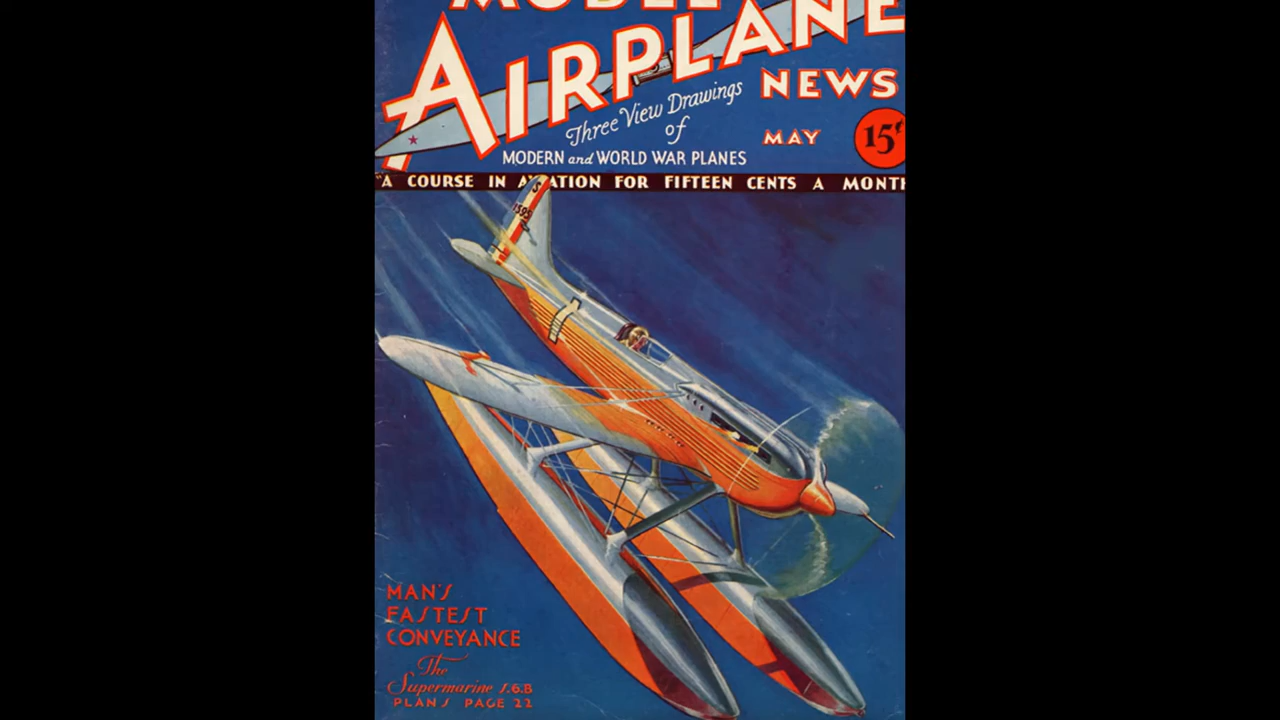 MODEL
AIRPLANE
NEWS
Three View Drawings
of
MODERN and WORLD WAR PLANES
MAY
15¢
"A COURSE IN AVIATION FOR FIFTEEN CENTS A MONTH
S
1595
MAN'S
FASTEST
CONVEYANCE
The
Supermarine S.6.B
PLANS PAGE 22